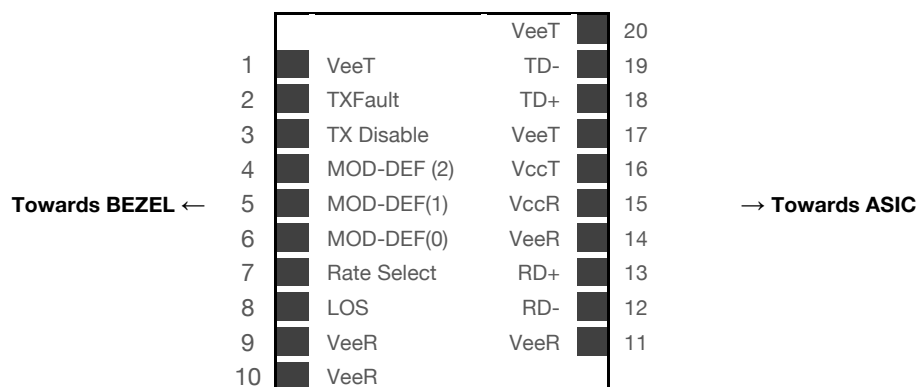 VeeT 20
1 VeeT TD- 19
2 TXFault TD+ 18
3 TX Disable VeeT 17
4 MOD-DEF (2) VccT 16
Towards BEZEL ← 5 MOD-DEF(1) VccR 15 → Towards ASIC
6 MOD-DEF(0) VeeR 14
7 Rate Select RD+ 13
8 LOS RD- 12
9 VeeR VeeR 11
10 VeeR